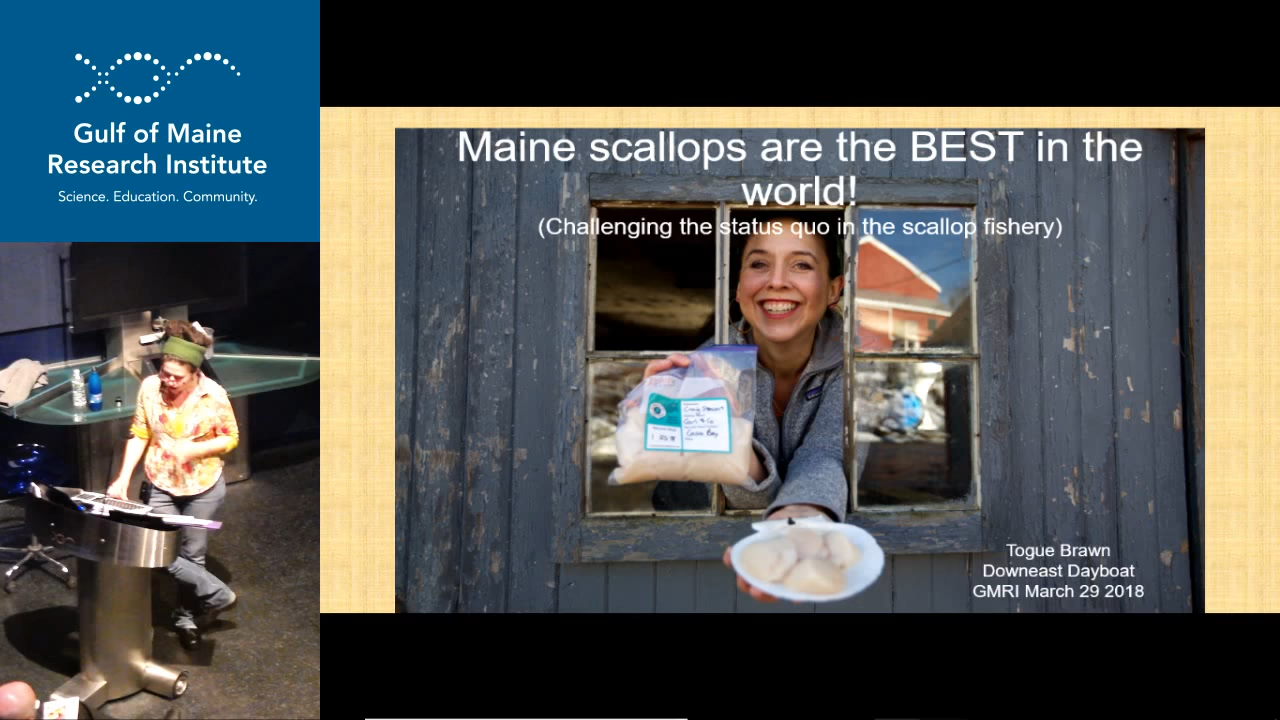 Gulf of Maine
Research Institute
Science. Education. Community.
Maine scallops are the BEST in the
world!
(Challenging the status quo in the scallop fishery)
Togue Brawn
Downeast Dayboat
GMRI March 29 2018